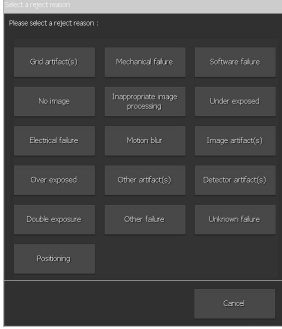 Select a reject reason
Please select a reject reason :
Grid artifact(s)
Mechanical failure
Software failure
No image
Inappropriate image
processing
Under exposed
Electrical failure
Motion blur
Image artifact(s)
Over exposed
Other artifact(s)
Detector artifact(s)
Double exposure
Other failure
Unknown failure
Positioning
Cancel